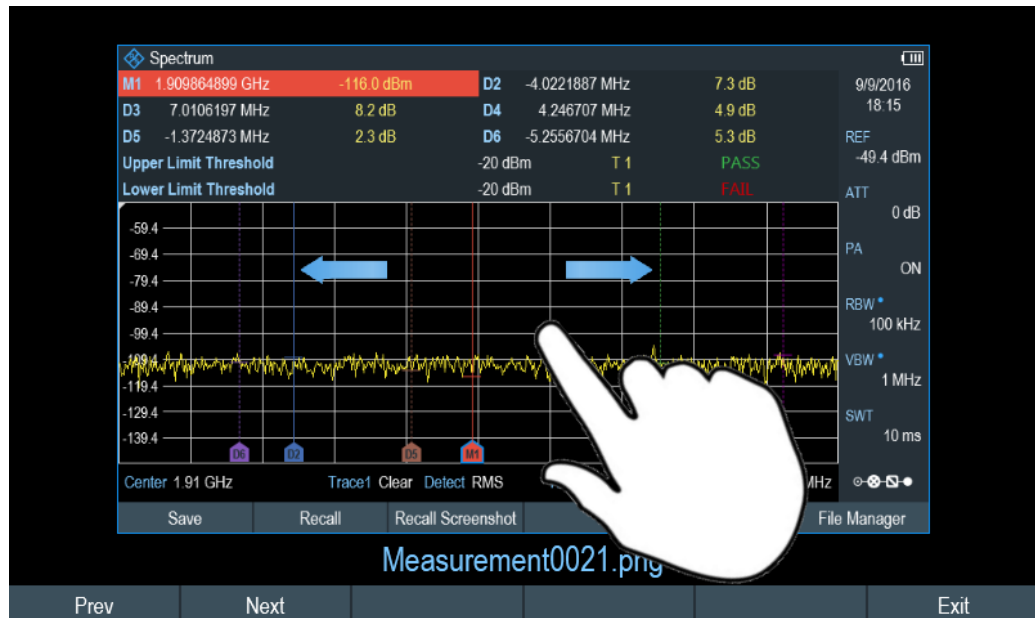 Spectrum
M1 1.909864899 GHz -116.0 dBm D2 -4.0221887 MHz 7.3 dB 9/9/2016
18:15
D3 7.0106197 MHz 8.2 dB D4 4.246707 MHz 4.9 dB
D5 -1.3724873 MHz 2.3 dB D6 -5.2556704 MHz 5.3 dB REF
-49.4 dBm
Upper Limit Threshold -20 dBm T 1 PASS
Lower Limit Threshold -20 dBm T 1 FAIL ATT
0 dB
-59.4
-69.4 PA
ON
-79.4
-89.4 RBW
100 kHz
-99.4
-109.4 VBW
1 MHz
-119.4
-129.4 SWT
10 ms
-139.4
D6 D2 D5 M1
Center 1.91 GHz Trace1 Clear Detect RMS MHz
Save Recall Recall Screenshot File Manager
Measurement0021.png
Prev Next Exit